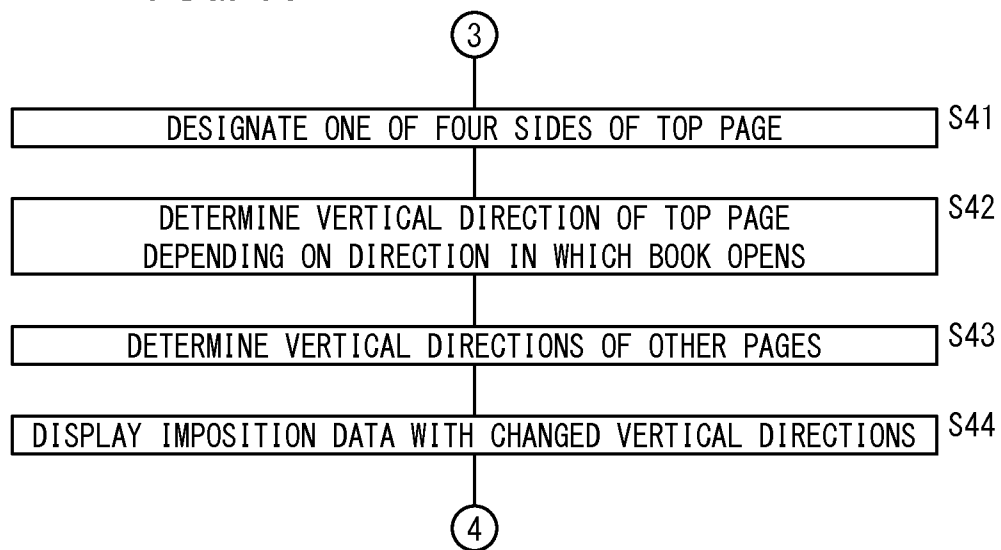 3
DESIGNATE ONE OF FOUR SIDES OF TOP PAGE S41
DETERMINE VERTICAL DIRECTION OF TOP PAGE S42
DEPENDING ON DIRECTION IN WHICH BOOK OPENS
DETERMINE VERTICAL DIRECTIONS OF OTHER PAGES S43
DISPLAY IMPOSITION DATA WITH CHANGED VERTICAL DIRECTIONS S44
4